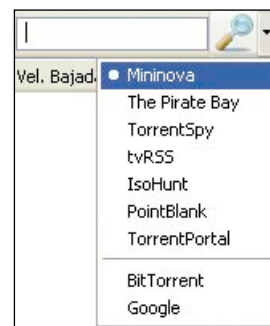 Vel. Bajad
Mininova
The Pirate Bay
TorrentSpy
tvRSS
IsoHunt
PointBlank
TorrentPortal
BitTorrent
Google